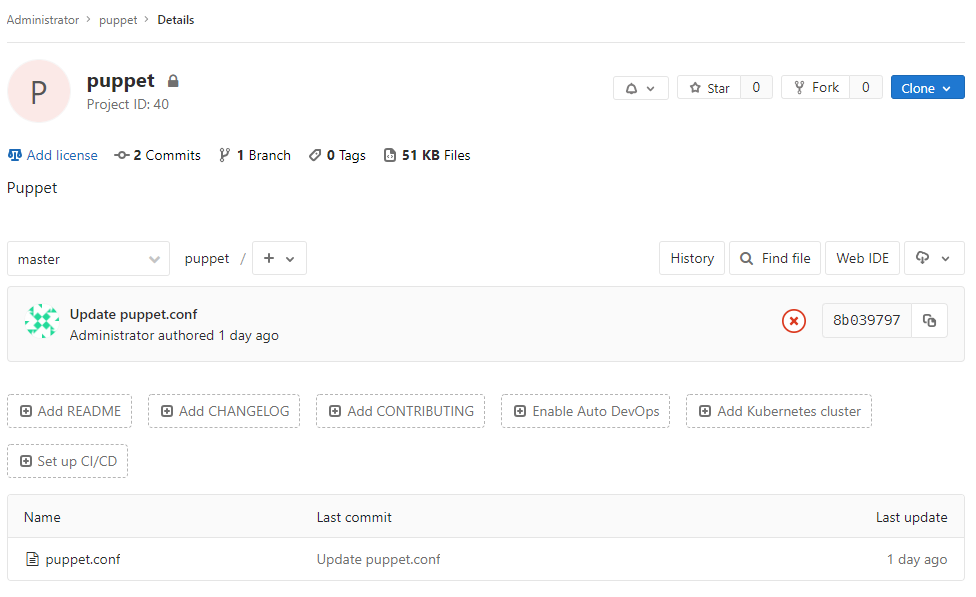 Administrator > puppet > Details
P
puppet
Project ID: 40
Star 0 Fork 0 Clone
Add license 2 Commits 1 Branch 0 Tags 51 KB Files
Puppet
master puppet / + History Find file Web IDE
Update puppet.conf
Administrator authored 1 day ago
8b039797
Add README Add CHANGELOG Add CONTRIBUTING Enable Auto DevOps Add Kubernetes cluster
Set up CI/CD
Name Last commit Last update
puppet.conf Update puppet.conf 1 day ago